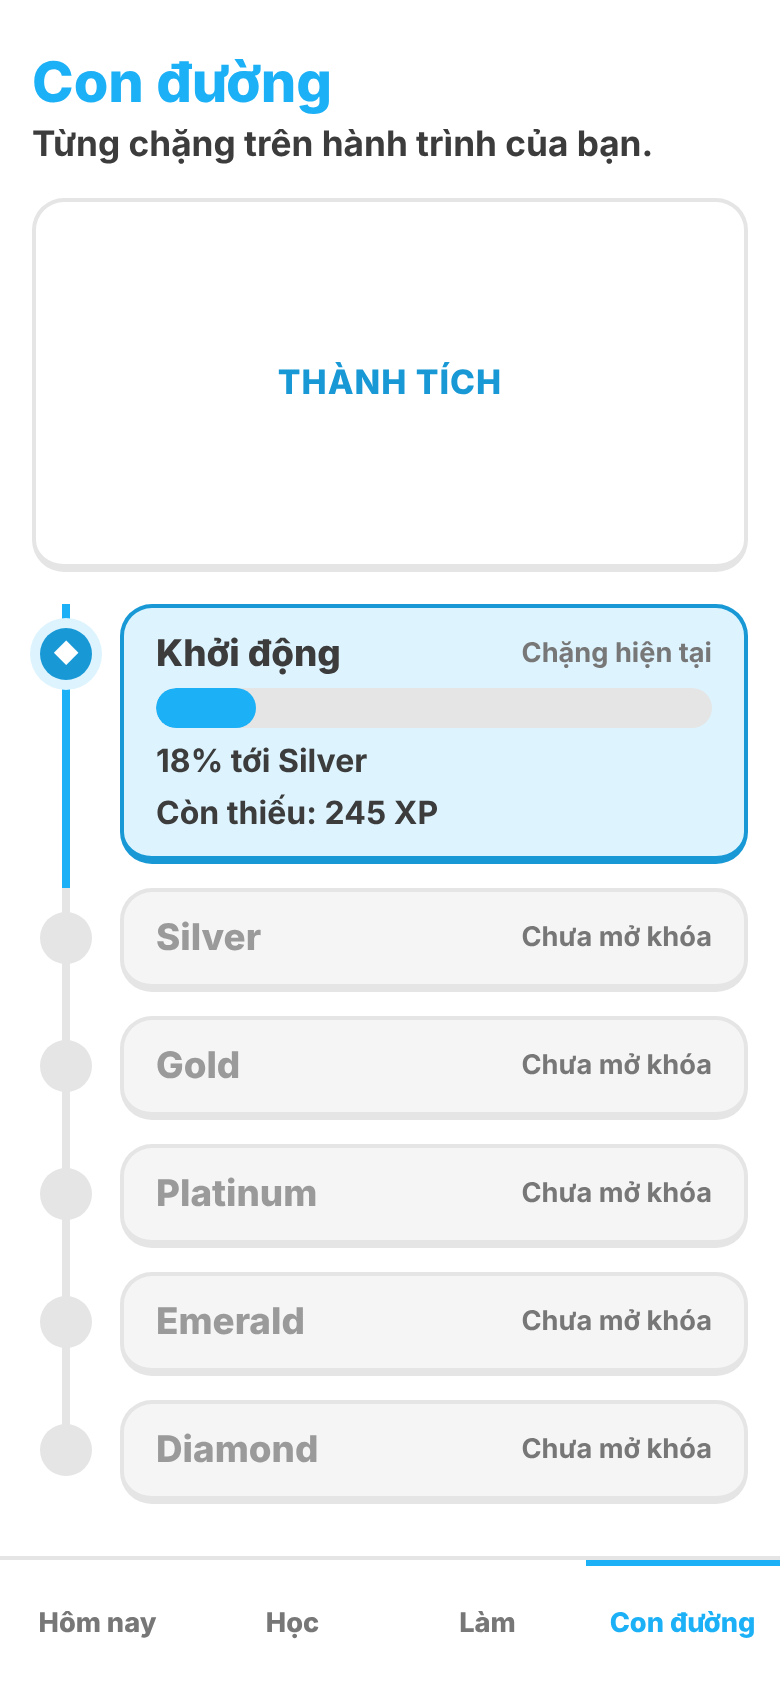 Con đường
Từng chặng trên hành trình của bạn.
THÀNH TÍCH
Khởi động
Chặng hiện tại
18% tới Silver
Còn thiếu: 245 XP
Silver
Chưa mở khóa
Gold
Chưa mở khóa
Platinum
Chưa mở khóa
Emerald
Chưa mở khóa
Diamond
Chưa mở khóa
Hôm nay
Học
Làm
Con đường